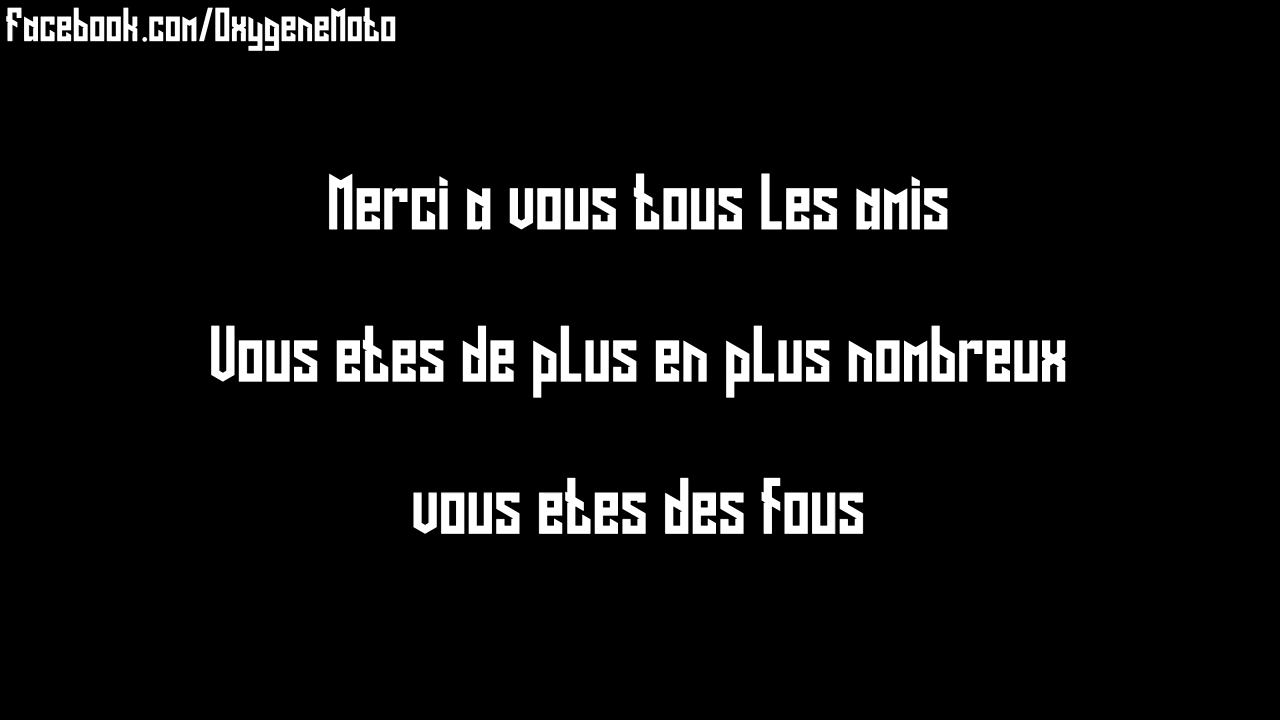 Facebook.com/OxygeneMoto
Merci a vous tous les amis
Vous etes de plus en plus nombreux
vous etes des fous